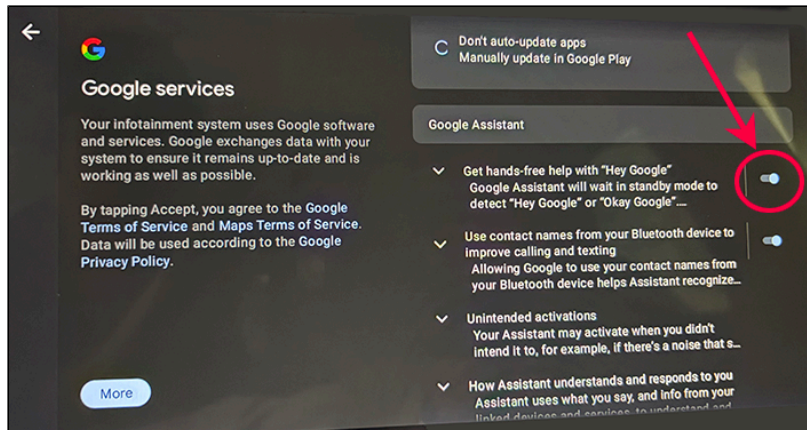 Google services
Your infotainment system uses Google software
and services. Google exchanges data with your
system to ensure it remains up-to-date and is
working as well as possible.
By tapping Accept, you agree to the Google
Terms of Service and Maps Terms of Service.
Data will be used according to the Google
Privacy Policy.
More
Don't auto-update apps
Manually update in Google Play
Google Assistant
Get hands-free help with "Hey Google"
Google Assistant will wait in standby mode to
detect "Hey Google" or "Okay Google"....
Use contact names from your Bluetooth device to
improve calling and texting
Allowing Google to use your contact names from
your Bluetooth device helps Assistant recognize...
Unintended activations
Your Assistant may activate when you didn't
intend it to, for example, if there's a noise that s...
How Assistant understands and responds to you
Assistant uses what you say, and info from your
linked devices and services, to understand and